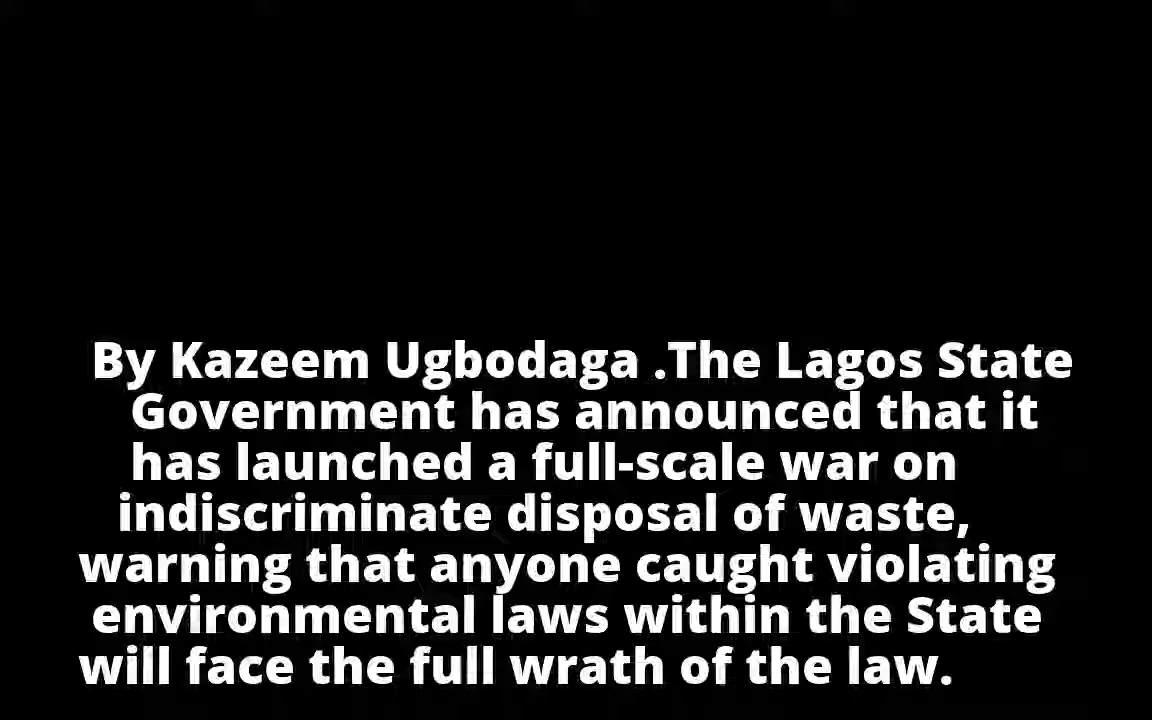 By Kazeem Ugbodaga .The Lagos State
Government has announced that it
has launched a full-scale war on
indiscriminate disposal of waste,
warning that anyone caught violating
environmental laws within the State
will face the full wrath of the law.